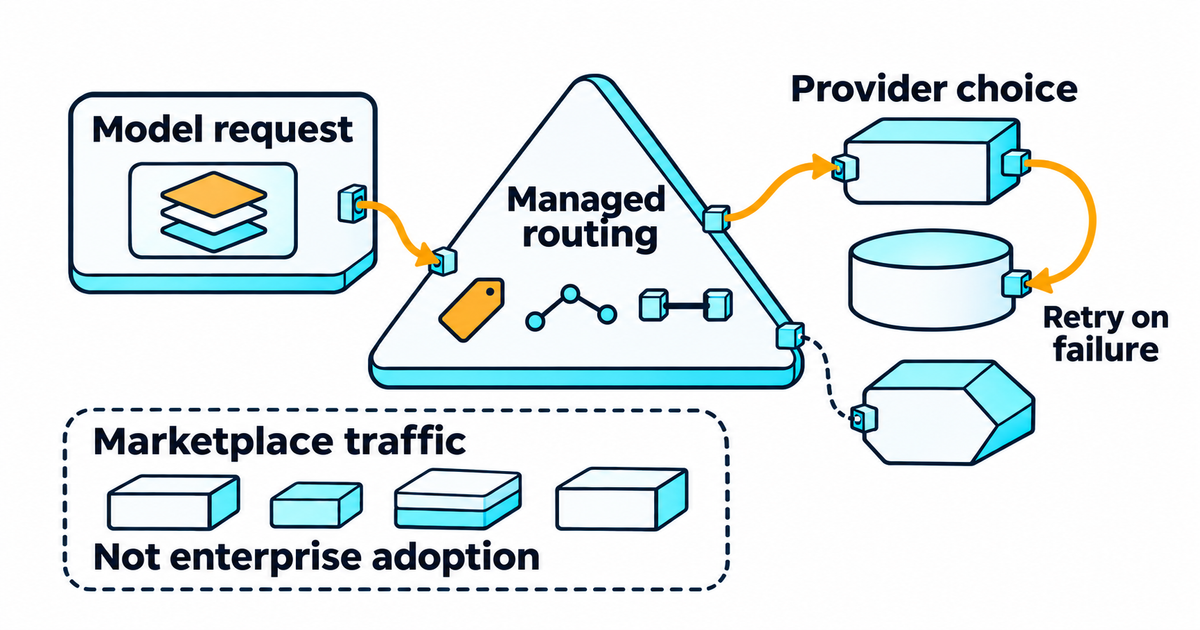 Model request
Managed
routing
Provider choice
Retry on
failure
Marketplace traffic
Not enterprise adoption